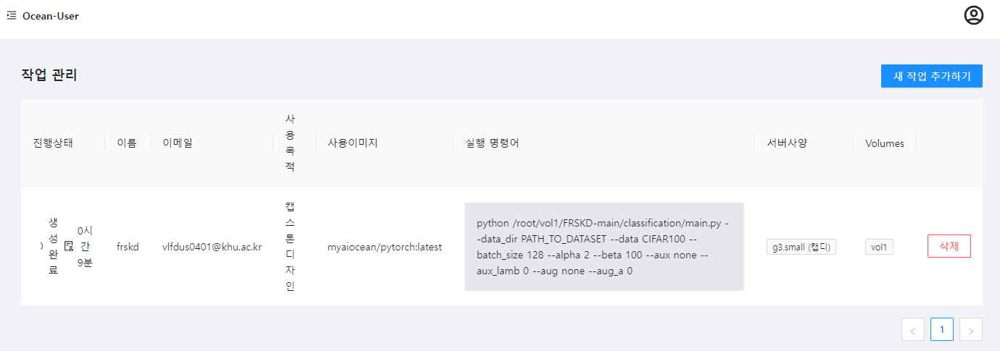 Ocean-User
작업 관리
새 작업 추가하기
진행상태
이름
이메일
사
용
목
적
사용이미지
실행 명령어
서버사양
Volumes
생
성
완
료
0시
간
9분
frskd
vlfdus0401@khu.ac.kr
캡
스
톤
디
자
인
myaiocean/pytorch:latest
python /root/vol1/FRSKD-main/classification/main.py -
-data_dir PATH_TO_DATASET --data CIFAR100 --
batch_size 128 --alpha 2 --beta 100 --aux none --
aux_lamb 0 --aug none --aug_a 0
g3.small (캡디)
vol1
삭제
< 1 >